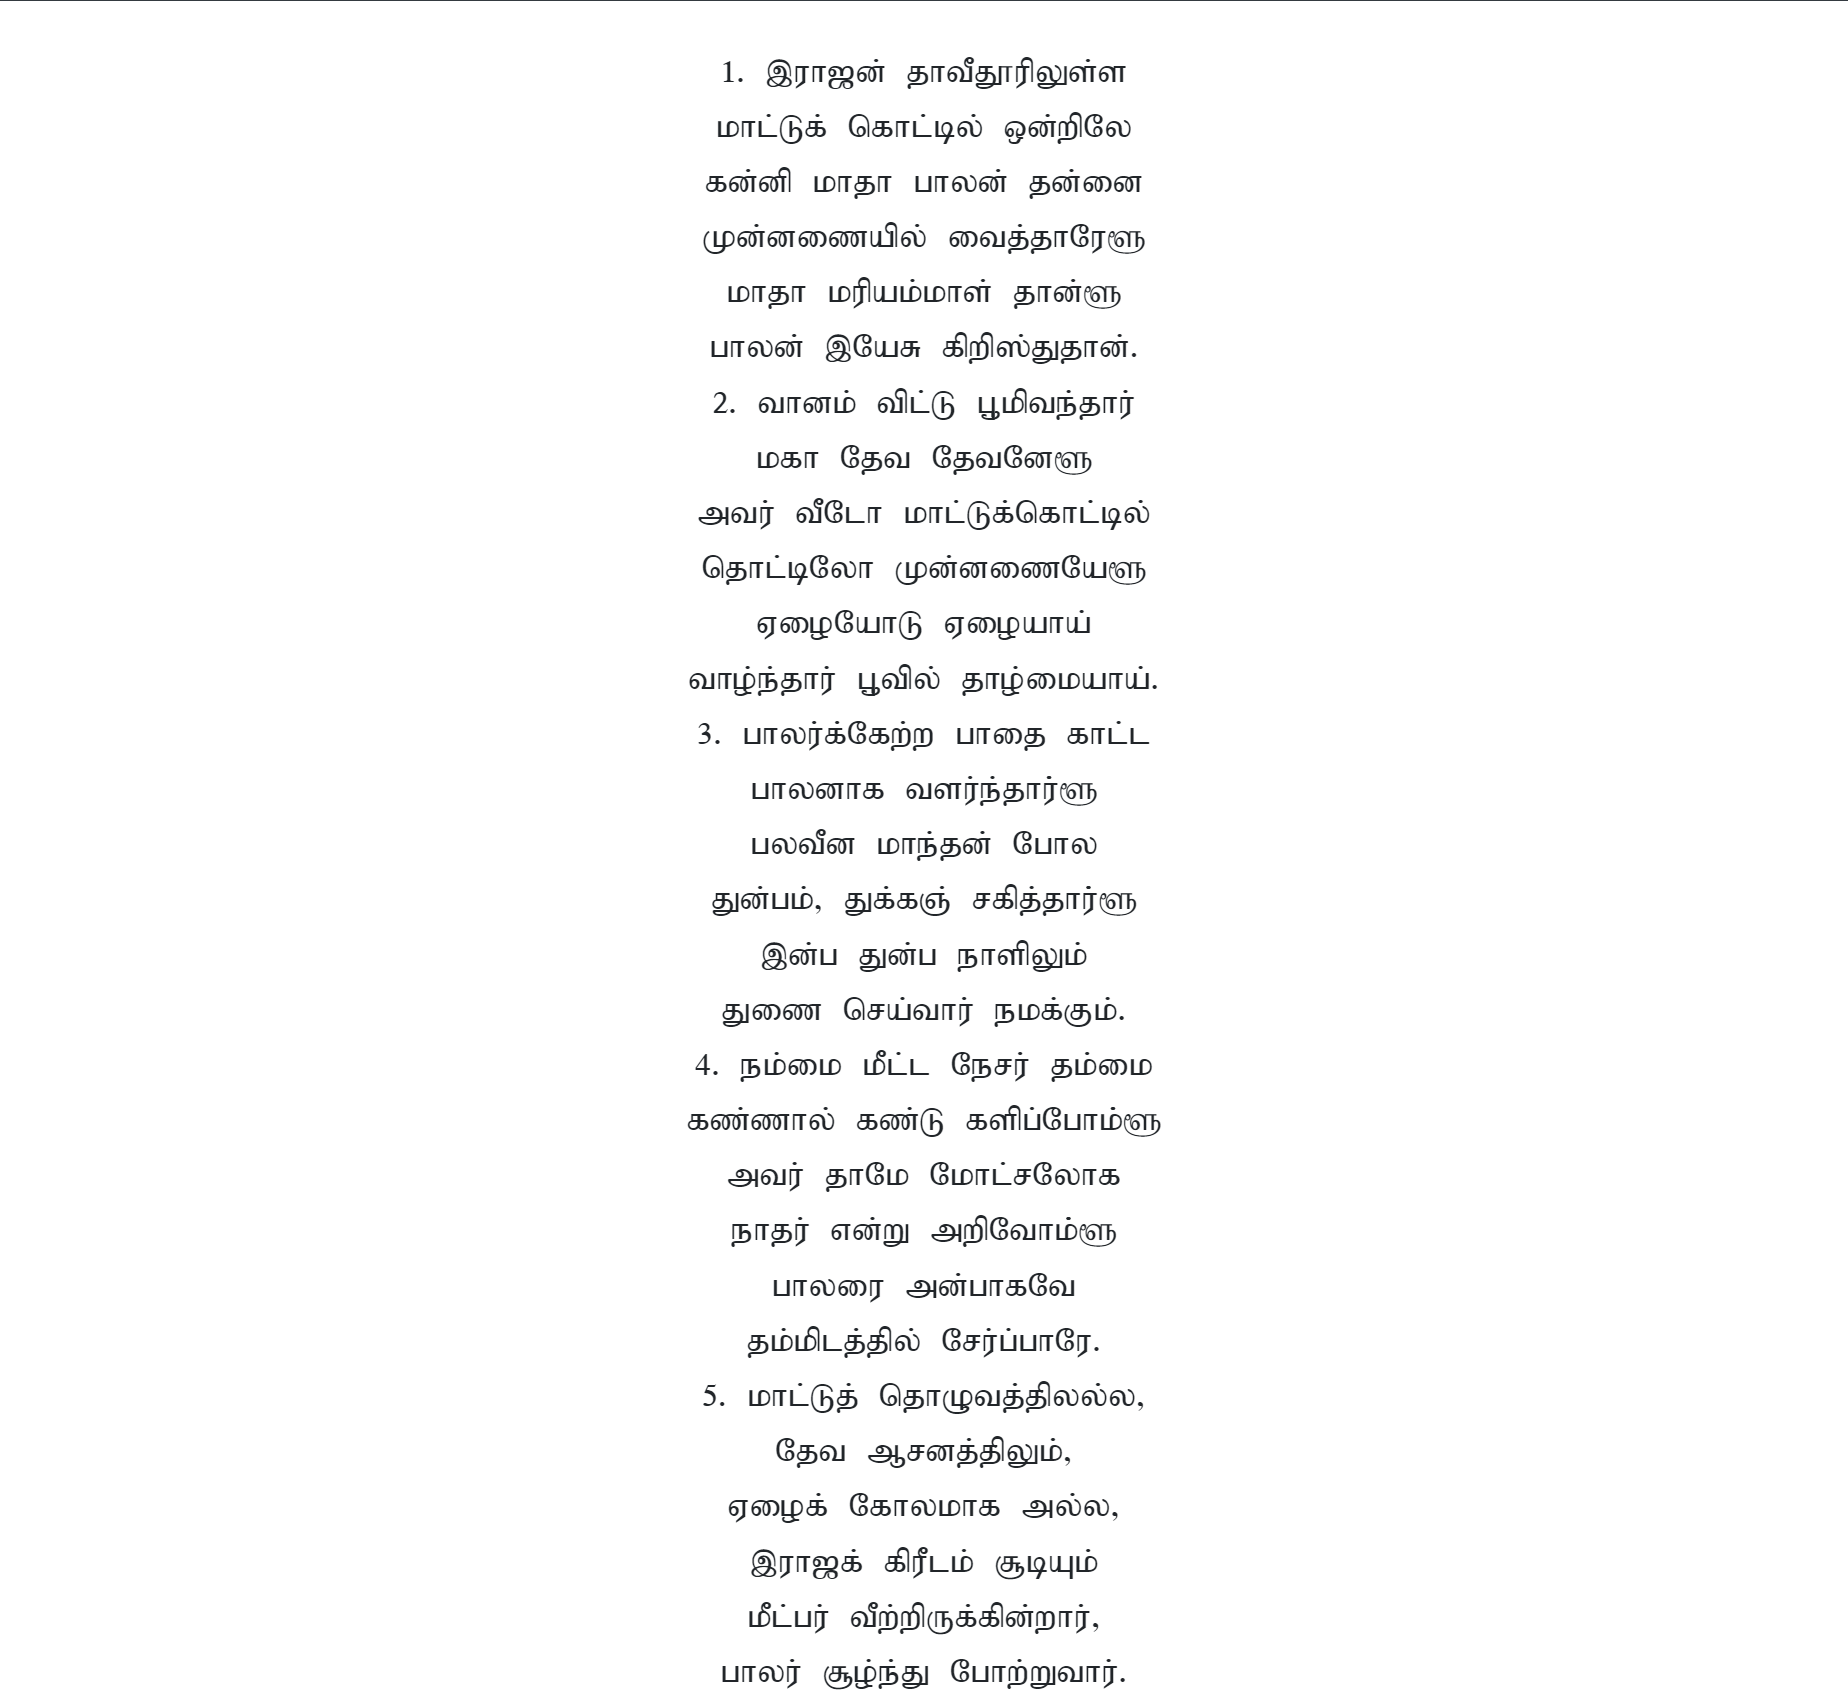 1. இராஜன் தாவீதூரிலுள்ள
மாட்டுக் கொட்டில் ஒன்றிலே
கன்னி மாதா பாலன் தன்னை
முன்னணையில் வைத்தாரேளூ
மாதா மரியம்மாள் தான்ளூ
பாலன் இயேசு கிறிஸ்துதான்.
2. வானம் விட்டு பூமிவந்தார்
மகா தேவ தேவனேளூ
அவர் வீடோ மாட்டுக்கொட்டில்
தொட்டிலோ முன்னணையேளூ
ஏழையோடு ஏழையாய்
வாழ்ந்தார் பூவில் தாழ்மையாய்.
3. பாலர்க்கேற்ற பாதை காட்ட
பாலனாக வளர்ந்தார்ளூ
பலவீன மாந்தன் போல
துன்பம், துக்கஞ் சகித்தார்ளூ
இன்ப துன்ப நாளிலும்
துணை செய்வார் நமக்கும்.
4. நம்மை மீட்ட நேசர் தம்மை
கண்ணால் கண்டு களிப்போம்ளூ
அவர் தாமே மோட்சலோக
நாதர் என்று அறிவோம்ளூ
பாலரை அன்பாகவே
தம்மிடத்தில் சேர்ப்பாரே.
5. மாட்டுத் தொழுவத்திலல்ல,
தேவ ஆசனத்திலும்,
ஏழைக் கோலமாக அல்ல,
இராஜக் கிரீடம் சூடியும்
மீட்பர் வீற்றிருக்கின்றார்,
பாலர் சூழ்ந்து போற்றுவார்.